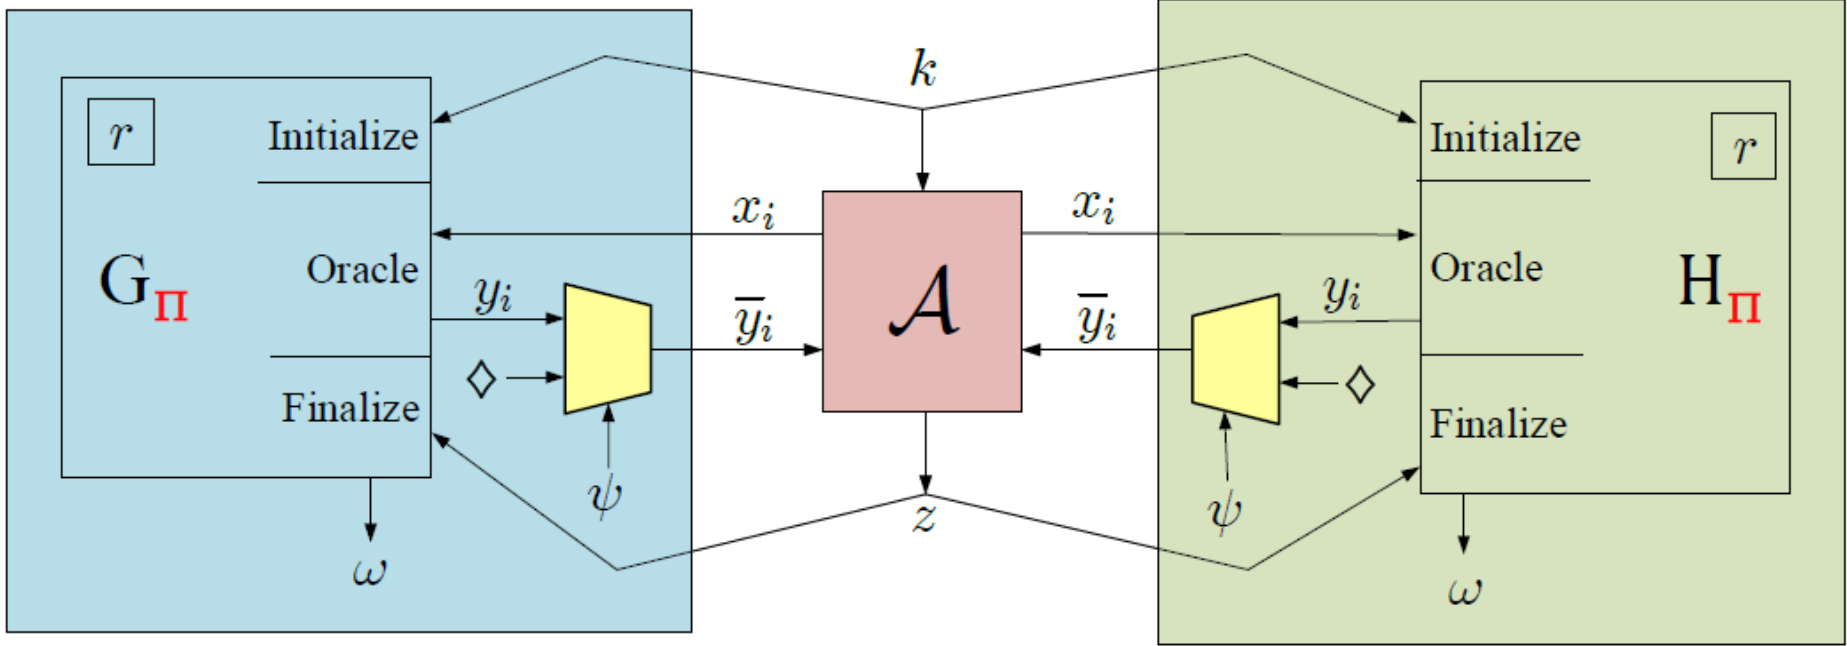 k
r
Initialize
Initialize
r
x_i
x_i
G_Π
Oracle
𝒜
Oracle
H_Π
y_i
ȳ_i
ȳ_i
y_i
◇
◇
Finalize
Finalize
ψ
z
ψ
ω
ω